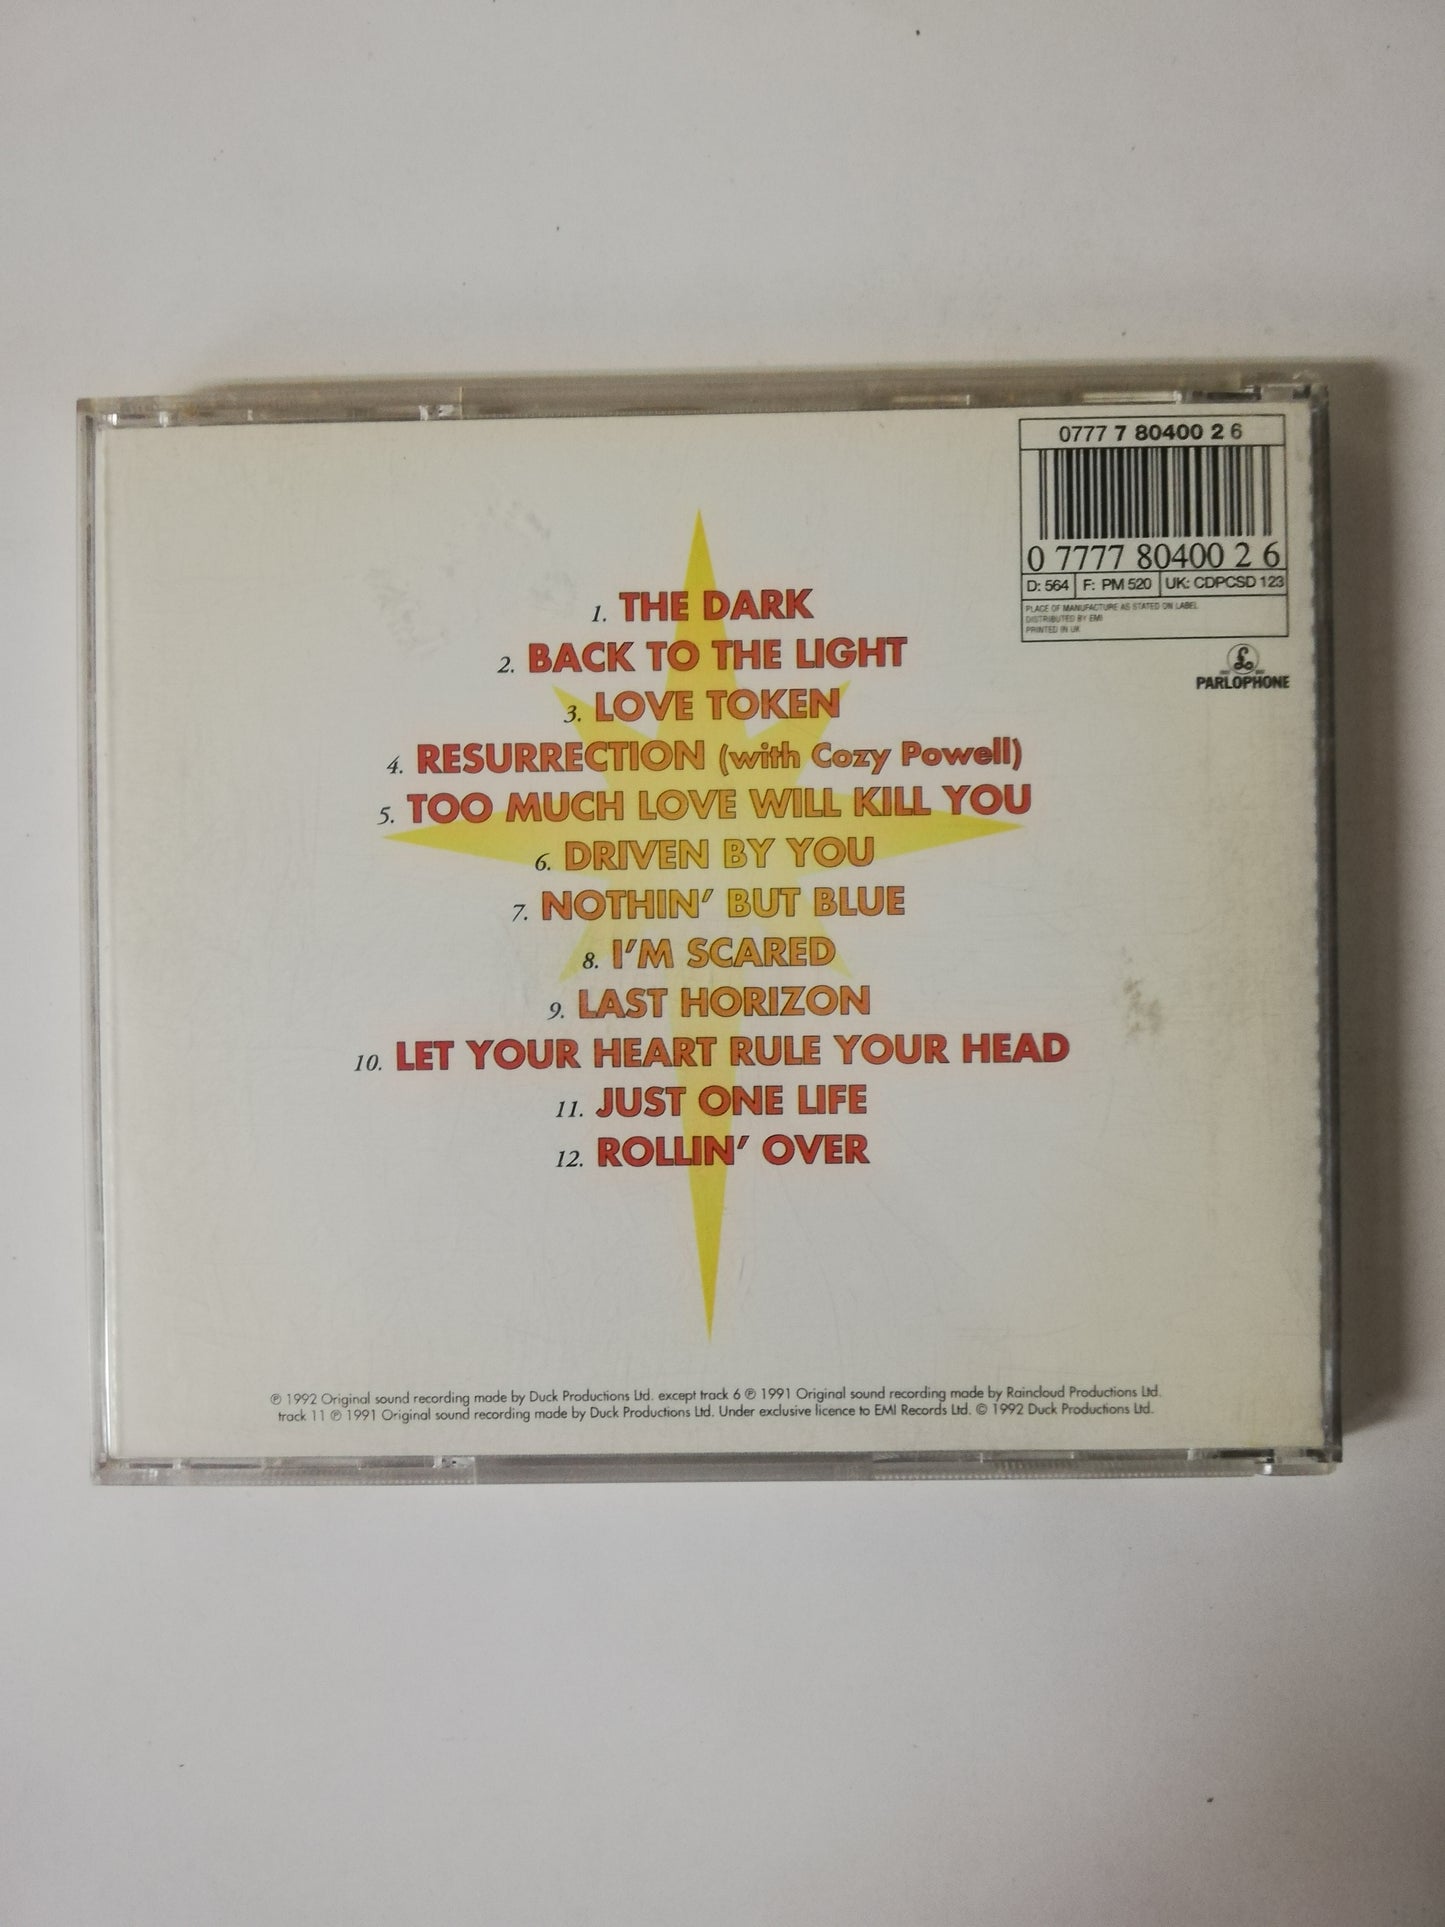 0777 7 80400 2 6
0 7777 80400 2 6
D: 564 F: PM 520 UK: CDPCSD 123
PLACE OF MANUFACTURE AS STATED ON LABEL
DISTRIBUTED BY EMI
PRINTED IN UK
PARLOPHONE
1. THE DARK
2. BACK TO THE LIGHT
3. LOVE TOKEN
4. RESURRECTION (with Cozy Powell)
5. TOO MUCH LOVE WILL KILL YOU
6. DRIVEN BY YOU
7. NOTHIN' BUT BLUE
8. I'M SCARED
9. LAST HORIZON
10. LET YOUR HEART RULE YOUR HEAD
11. JUST ONE LIFE
12. ROLLIN' OVER
℗ 1992 Original sound recording made by Duck Productions Ltd. except track 6 ℗ 1991 Original sound recording made by Raincloud Productions Ltd.
track 11 ℗ 1991 Original sound recording made by Duck Productions Ltd. Under exclusive licence to EMI Records Ltd. © 1992 Duck Productions Ltd.